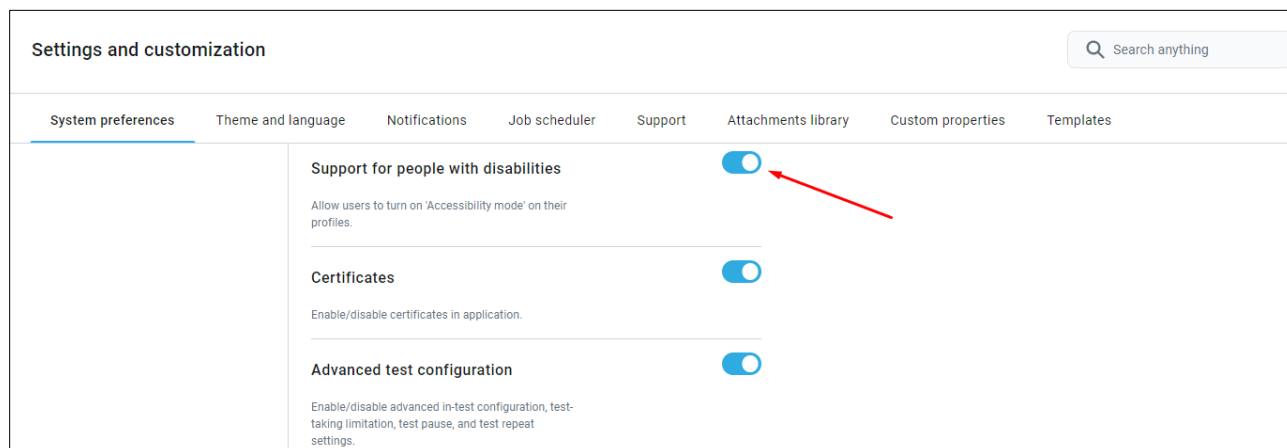 Settings and customization
Search anything
System preferences
Theme and language
Notifications
Job scheduler
Support
Attachments library
Custom properties
Templates
Support for people with disabilities
Allow users to turn on 'Accessibility mode' on their
profiles.
Certificates
Enable/disable certificates in application.
Advanced test configuration
Enable/disable advanced in-test configuration, test-
taking limitation, test pause, and test repeat
settings.